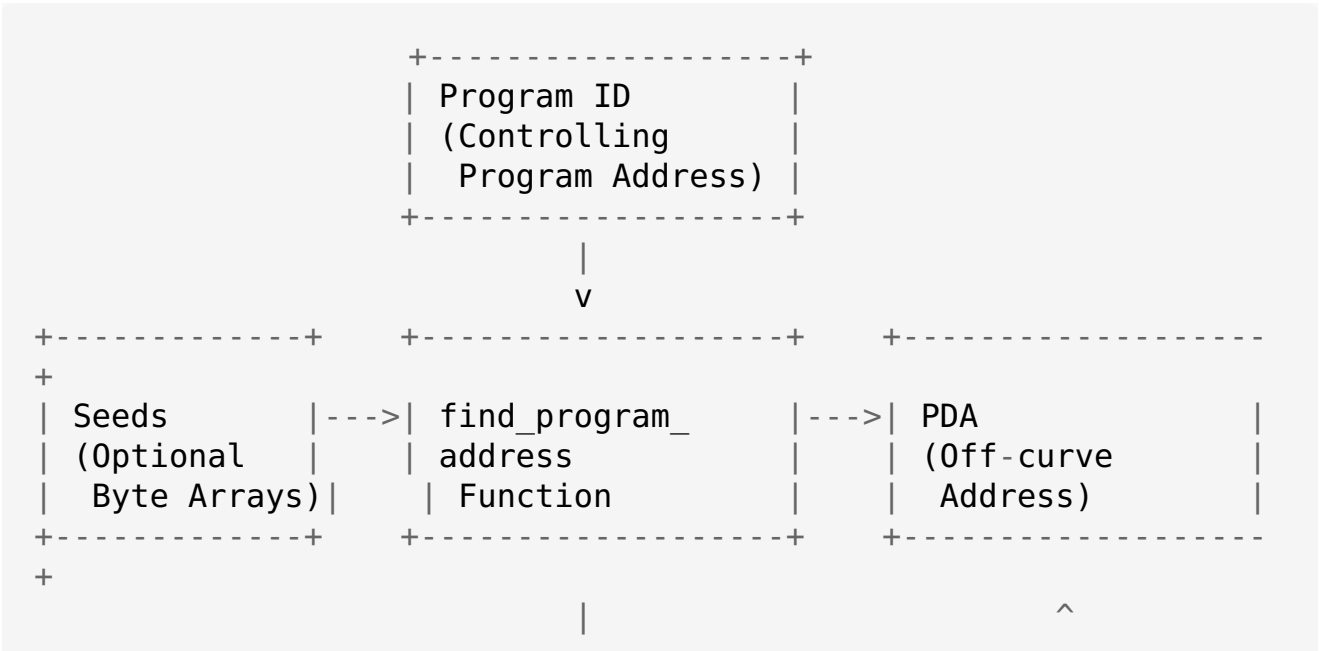 +-------------------+
                   | Program ID        |
                   | (Controlling      |
                   |  Program Address) |
                   +-------------------+
                            |
                            v
+-------------+    +-------------------+    +-------------------
+
| Seeds       |--->| find_program_     |--->| PDA               |
| (Optional   |    | address           |    | (Off-curve        |
|  Byte Arrays)|    | Function         |    |  Address)         |
+-------------+    +-------------------+    +-------------------
+
                            |                        ^